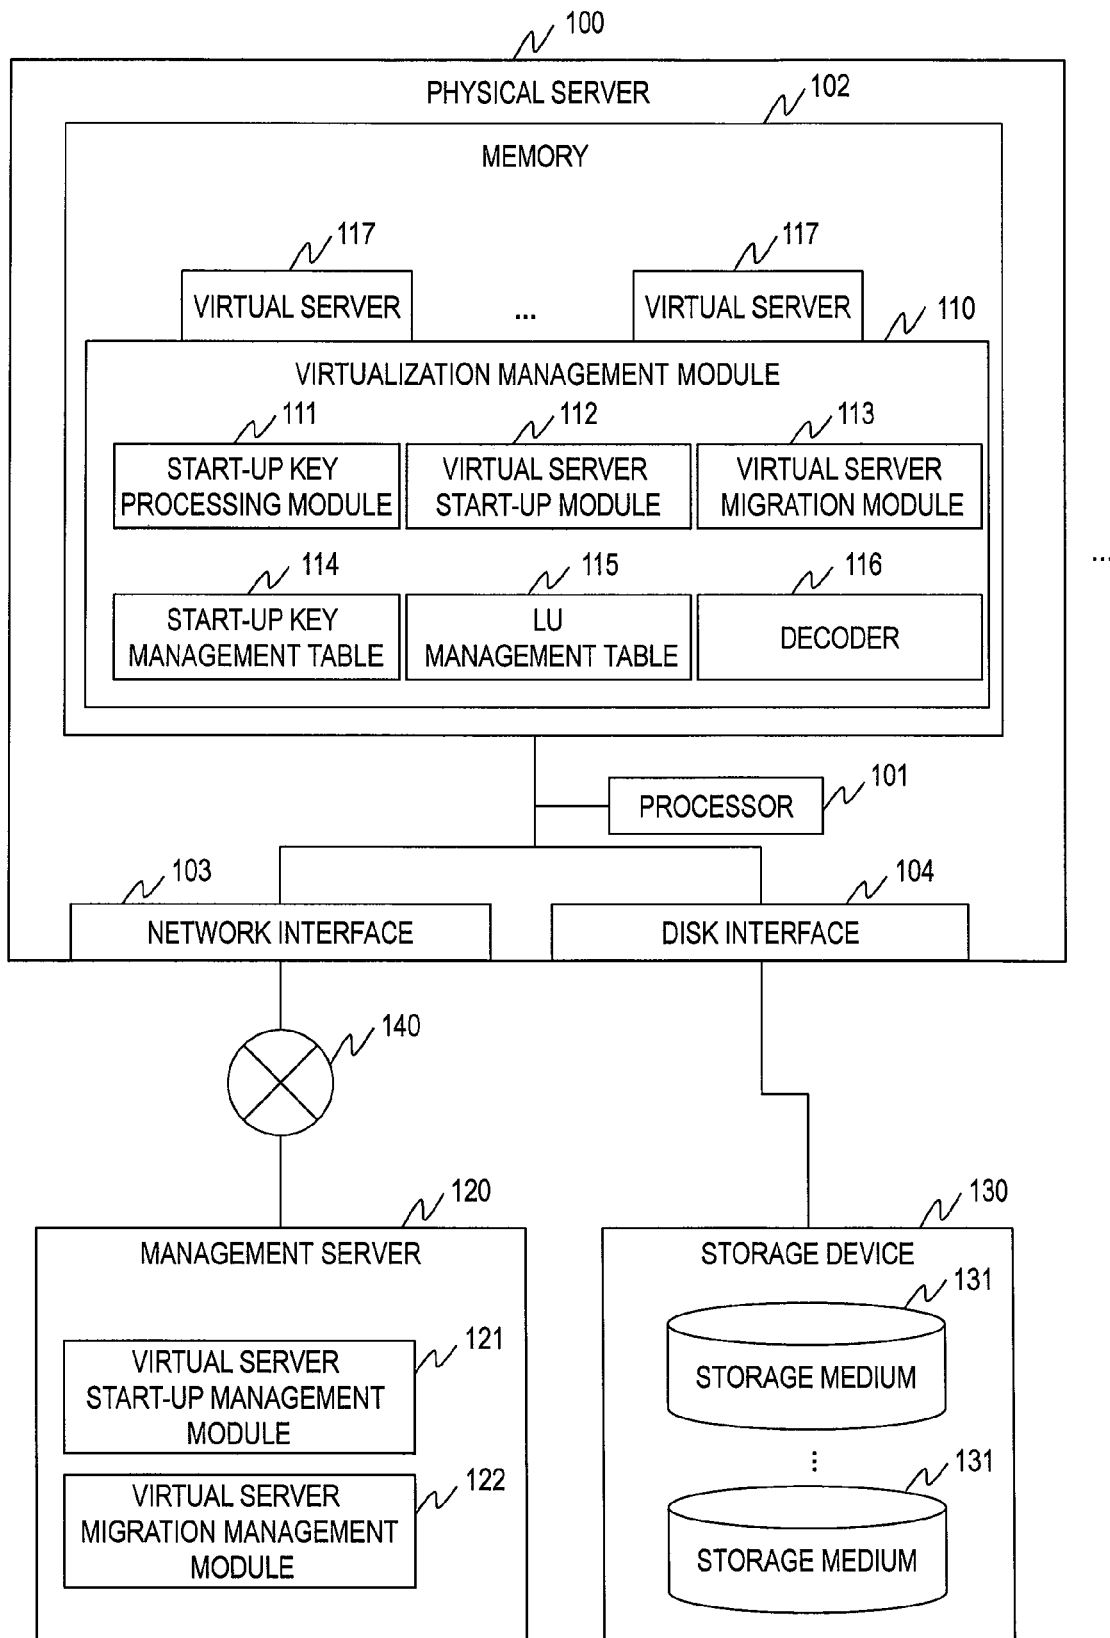 100
PHYSICAL SERVER
102
MEMORY
117
117
VIRTUAL SERVER
...
VIRTUAL SERVER
110
VIRTUALIZATION MANAGEMENT MODULE
111
112
113
START-UP KEY
PROCESSING MODULE
VIRTUAL SERVER
START-UP MODULE
VIRTUAL SERVER
MIGRATION MODULE
...
114
115
116
START-UP KEY
MANAGEMENT TABLE
LU
MANAGEMENT TABLE
DECODER
101
PROCESSOR
103
104
NETWORK INTERFACE
DISK INTERFACE
140
120
130
MANAGEMENT SERVER
STORAGE DEVICE
121
VIRTUAL SERVER
START-UP MANAGEMENT
MODULE
122
VIRTUAL SERVER
MIGRATION MANAGEMENT
MODULE
131
STORAGE MEDIUM
...
131
STORAGE MEDIUM